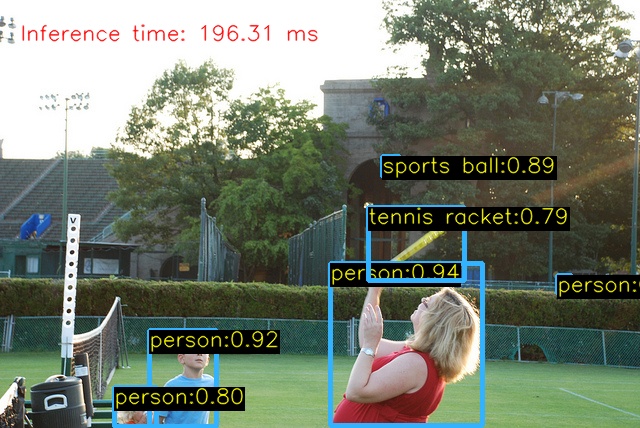 Inference time: 196.31 ms
sports ball:0.89
tennis racket:0.79
person:0.94
person:
person:0.92
person:0.80
V